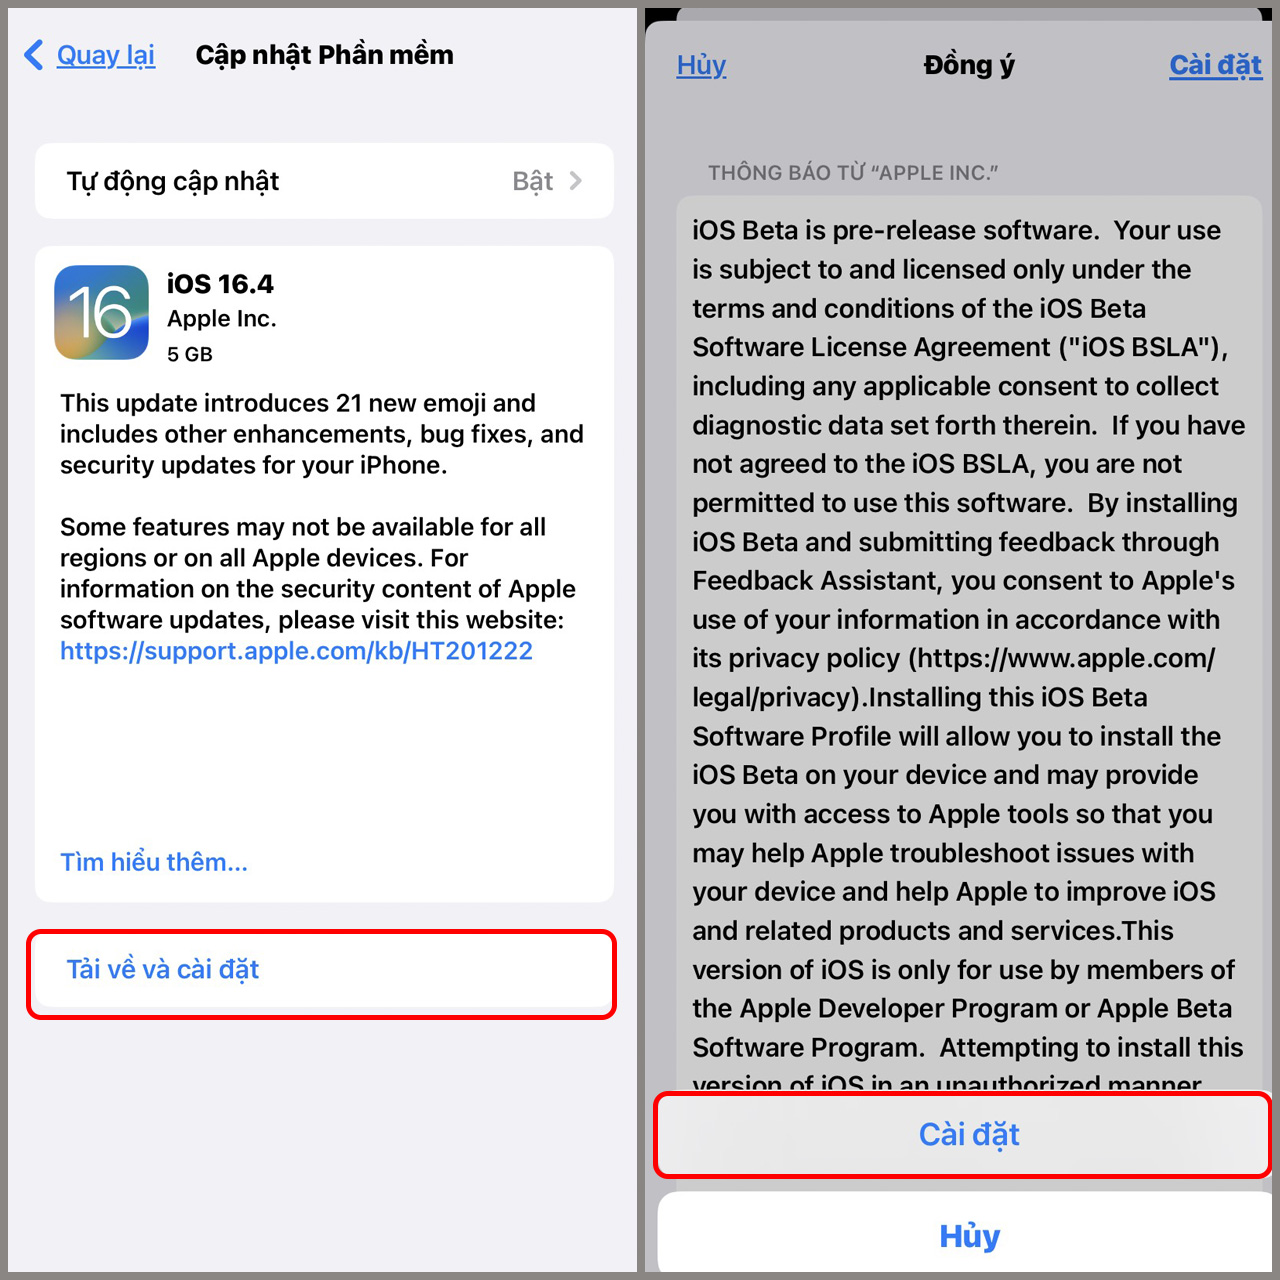 Quay lại
Cập nhật Phần mềm
Tự động cập nhật
Bật
16
iOS 16.4
Apple Inc.
5 GB
This update introduces 21 new emoji and
includes other enhancements, bug fixes, and
security updates for your iPhone.
Some features may not be available for all
regions or on all Apple devices. For
information on the security content of Apple
software updates, please visit this website:
https://support.apple.com/kb/HT201222
Tìm hiểu thêm...
Tải về và cài đặt
Hủy
Đồng ý
Cài đặt
THÔNG BÁO TỪ “APPLE INC.”
iOS Beta is pre-release software.  Your use
is subject to and licensed only under the
terms and conditions of the iOS Beta
Software License Agreement ("iOS BSLA"),
including any applicable consent to collect
diagnostic data set forth therein.  If you have
not agreed to the iOS BSLA, you are not
permitted to use this software.  By installing
iOS Beta and submitting feedback through
Feedback Assistant, you consent to Apple's
use of your information in accordance with
its privacy policy (https://www.apple.com/
legal/privacy).Installing this iOS Beta
Software Profile will allow you to install the
iOS Beta on your device and may provide
you with access to Apple tools so that you
may help Apple troubleshoot issues with
your device and help Apple to improve iOS
and related products and services.This
version of iOS is only for use by members of
the Apple Developer Program or Apple Beta
Software Program.  Attempting to install this
version of iOS in an unauthorized manner
Cài đặt
Hủy